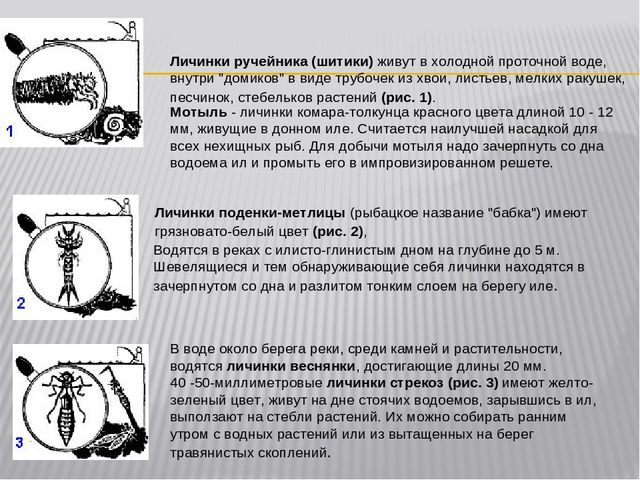 Личинки ручейника (шитики) живут в холодной проточной воде,
внутри "домиков" в виде трубочек из хвои, листьев, мелких ракушек,
песчинок, стебельков растений (рис. 1).
Мотыль - личинки комара-толкунца красного цвета длиной 10 - 12
мм, живущие в донном иле. Считается наилучшей насадкой для
всех нехищных рыб. Для добычи мотыля надо зачерпнуть со дна
водоема ил и промыть его в импровизированном решете.
1
Личинки поденки-метлицы (рыбацкое название "бабка") имеют
грязновато-белый цвет (рис. 2),
Водятся в реках с илисто-глинистым дном на глубине до 5 м.
Шевелящиеся и тем обнаруживающие себя личинки находятся в
зачерпнутом со дна и разлитом тонким слоем на берегу иле.
2
В воде около берега реки, среди камней и растительности,
водятся личинки веснянки, достигающие длины 20 мм.
40 -50-миллиметровые личинки стрекоз (рис. 3) имеют желто-
зеленый цвет, живут на дне стоячих водоемов, зарывшись в ил,
выползают на стебли растений. Их можно собирать ранним
утром с водных растений или из вытащенных на берег
травянистых скоплений.
3